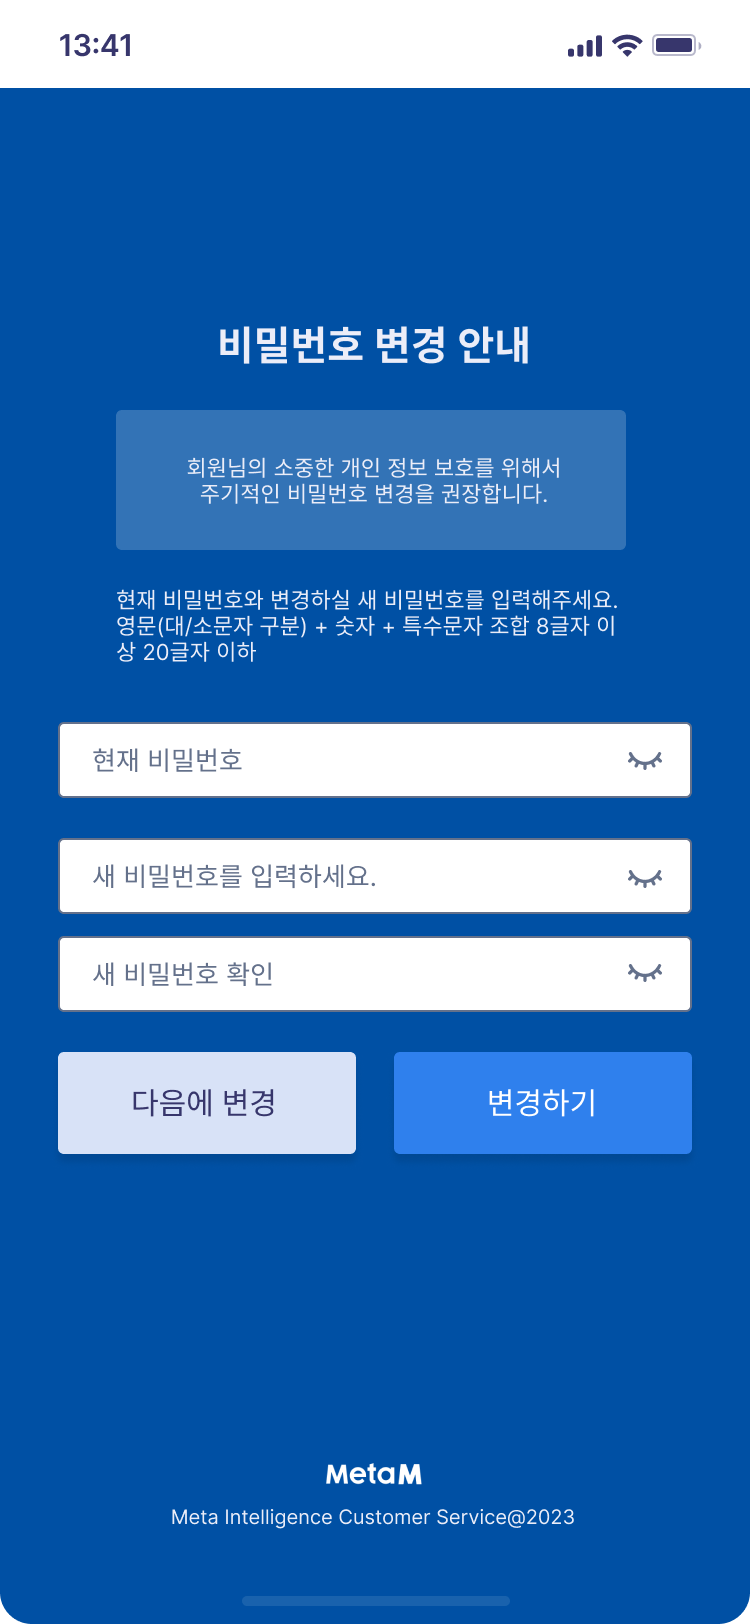 13:41
비밀번호 변경 안내
회원님의 소중한 개인 정보 보호를 위해서
주기적인 비밀번호 변경을 권장합니다.
현재 비밀번호와 변경하실 새 비밀번호를 입력해주세요.
영문(대/소문자 구분) + 숫자 + 특수문자 조합 8글자 이
상 20글자 이하
현재 비밀번호
새 비밀번호를 입력하세요.
새 비밀번호 확인
다음에 변경
변경하기
MetaM
Meta Intelligence Customer Service@2023